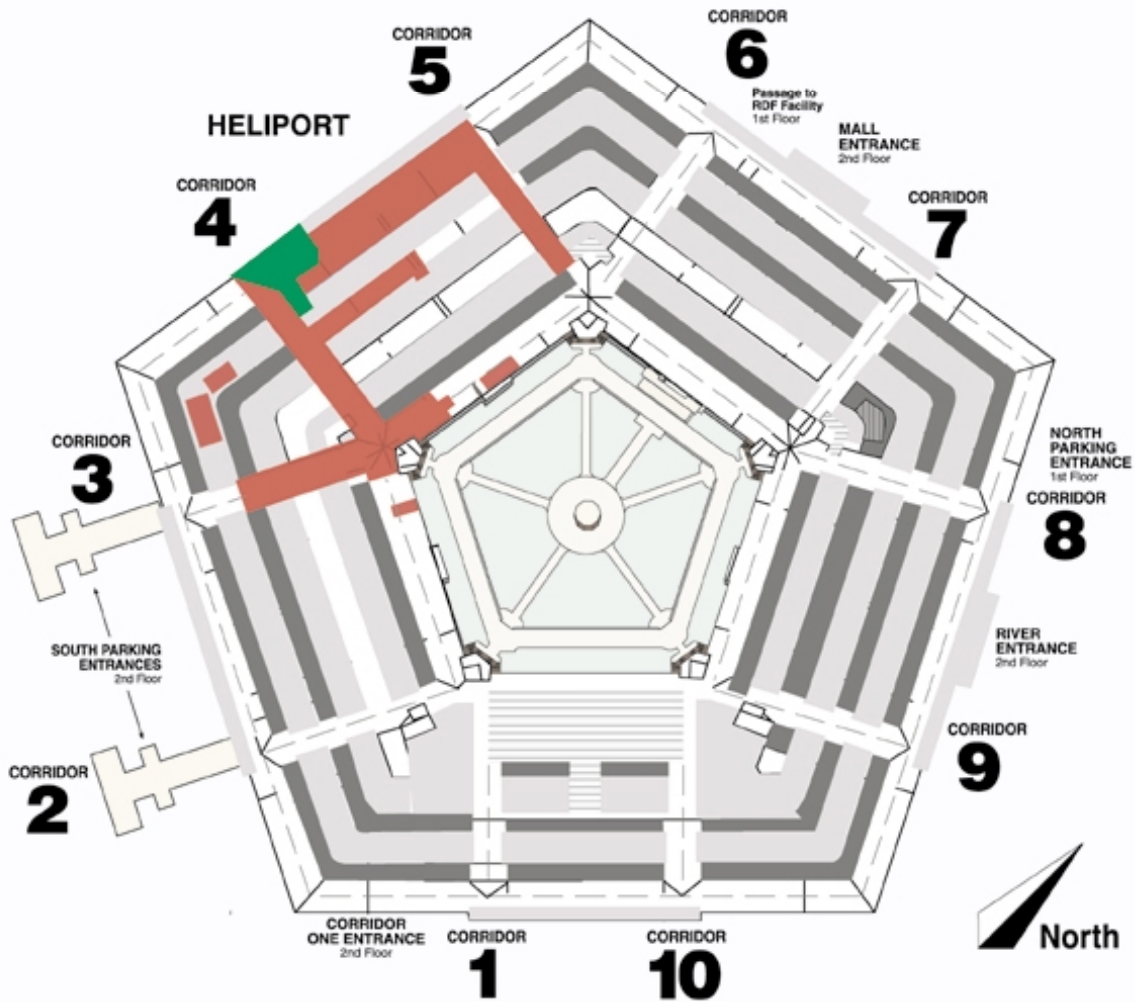 CORRIDOR
5
CORRIDOR
6
Passage to
RDF Facility
1st Floor
MALL
ENTRANCE
2nd Floor
HELIPORT
CORRIDOR
4
CORRIDOR
7
CORRIDOR
3
NORTH
PARKING
ENTRANCE
1st Floor
CORRIDOR
8
SOUTH PARKING
ENTRANCES
2nd Floor
RIVER
ENTRANCE
2nd Floor
CORRIDOR
2
CORRIDOR
9
CORRIDOR
ONE ENTRANCE
2nd Floor
CORRIDOR
1
CORRIDOR
10
North